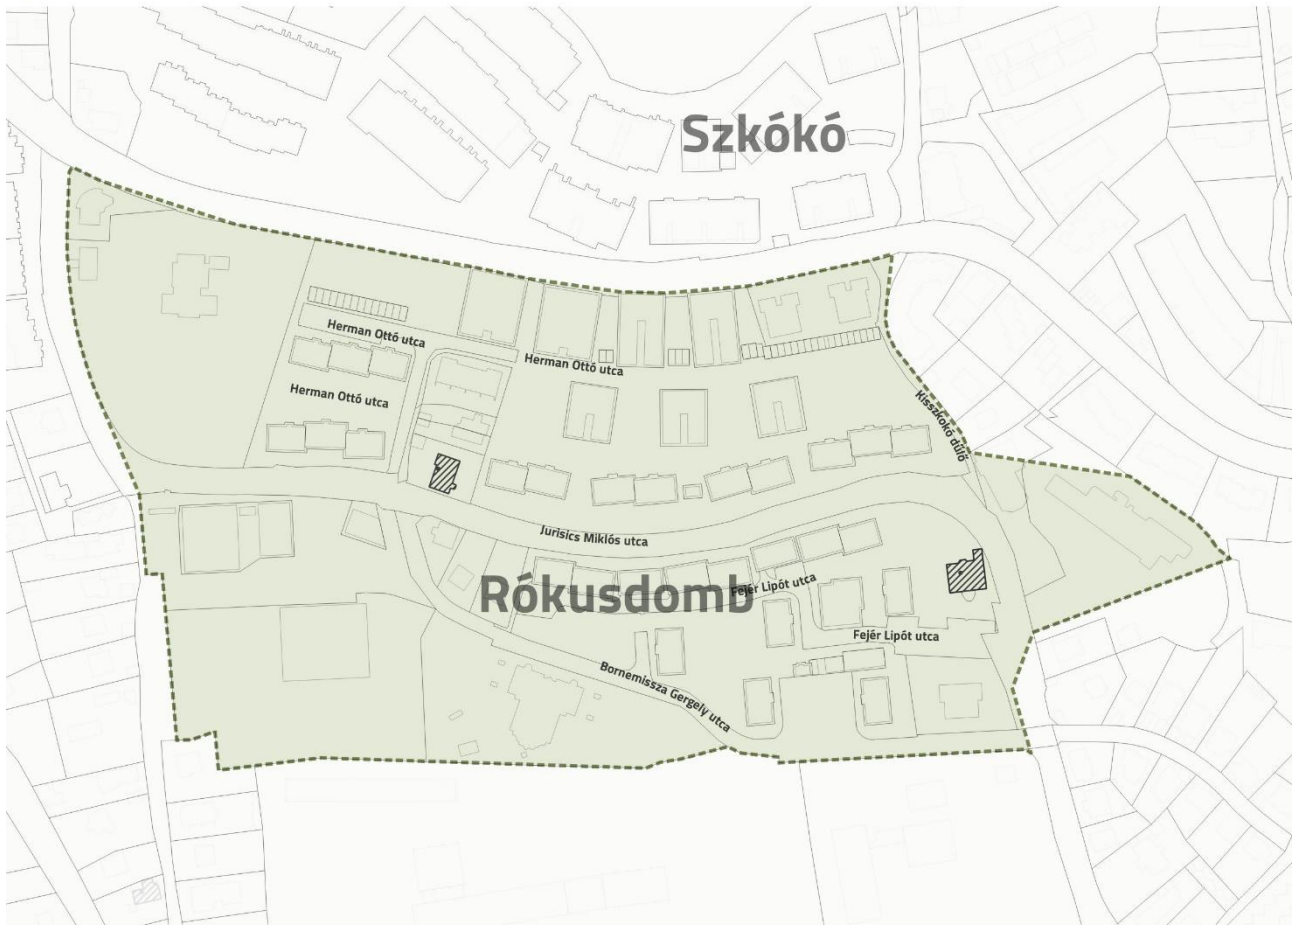 Szkókó
Herman Ottó utca
Herman Ottó utca
Herman Ottó utca
Kisszkokó dűlő
Jurisics Miklós utca
Rókusdomb
Fejér Lipót utca
Fejér Lipót utca
Bornemissza Gergely utca